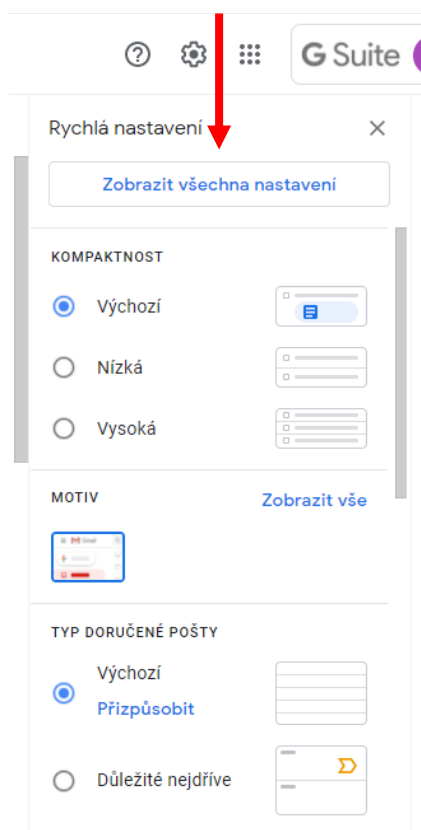 G Suite
Rychlá nastavení
Zobrazit všechna nastavení
KOMPAKTNOST
Výchozí
Nízká
Vysoká
MOTIV
Zobrazit vše
Gmail
TYP DORUČENÉ POŠTY
Výchozí
Přizpůsobit
Důležité nejdříve